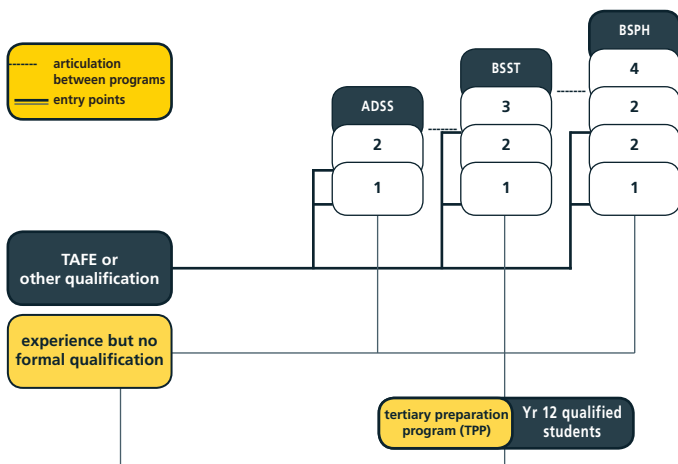 articulation
between programs
entry points
ADSS
2
1
BSST
3
2
1
BSPH
4
2
2
1
TAFE or
other qualification
experience but no
formal qualification
tertiary preparation
program (TPP)
Yr 12 qualified
students